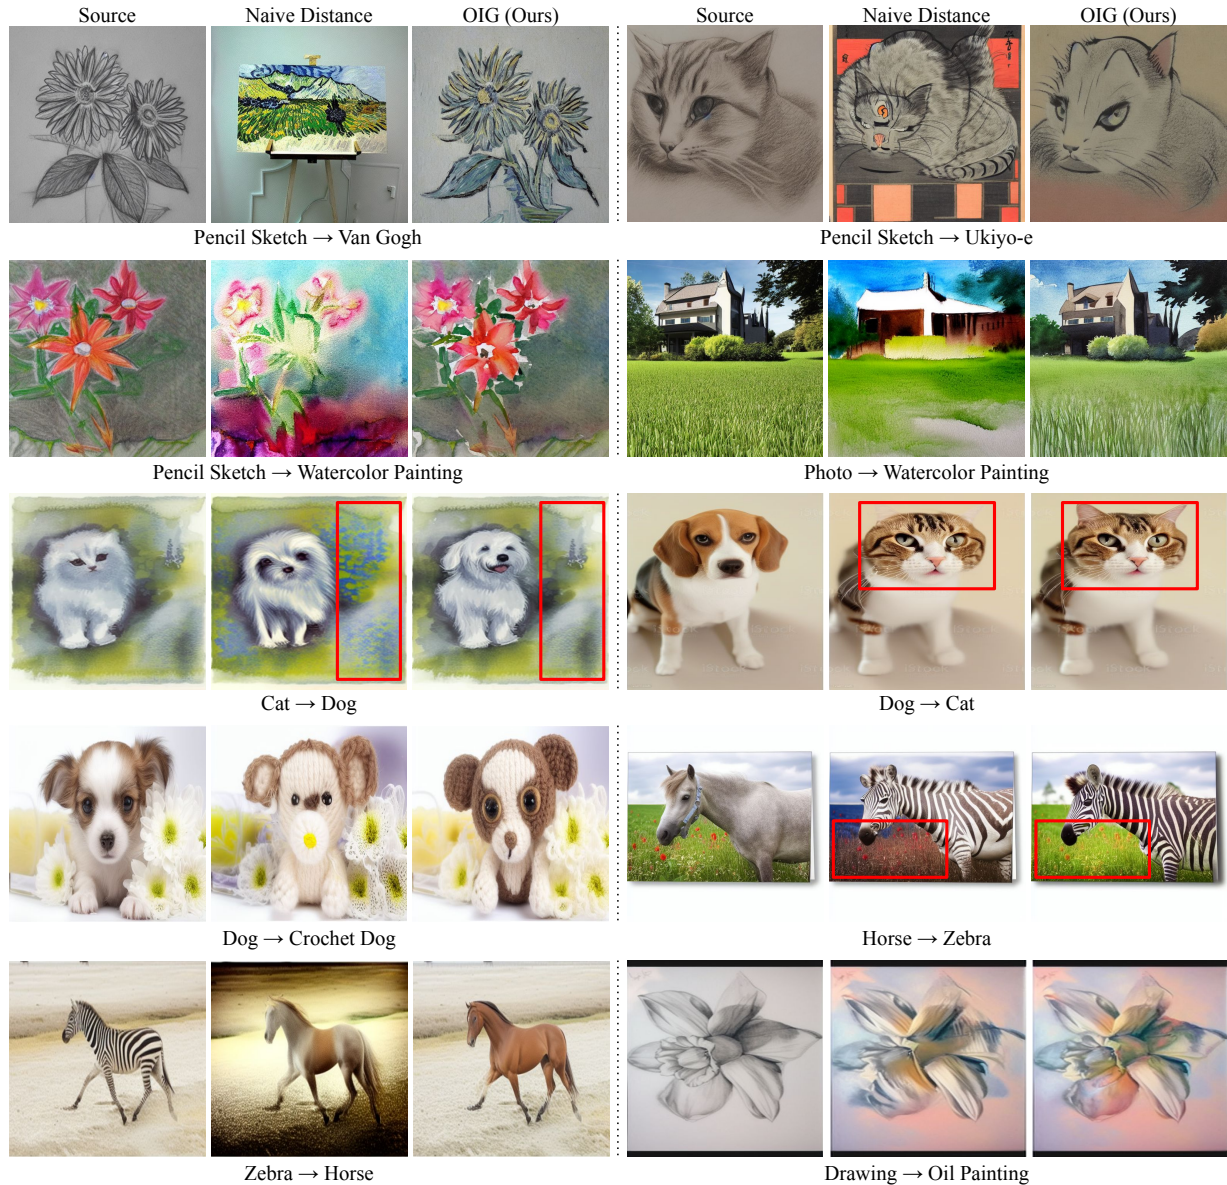 Source Naive Distance OIG (Ours) Source Naive Distance OIG (Ours)
Pencil Sketch → Van Gogh Pencil Sketch → Ukiyo-e
Pencil Sketch → Watercolor Painting Photo → Watercolor Painting
Cat → Dog Dog → Cat
Dog → Crochet Dog Horse → Zebra
Zebra → Horse Drawing → Oil Painting